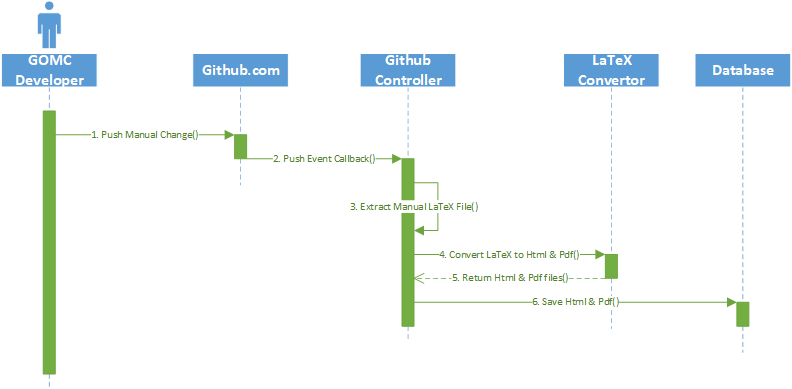 GOMC
Developer
Github.com
Github
Controller
LaTeX
Convertor
Database
1. Push Manual Change()
2. Push Event Callback()
3. Extract Manual LaTeX File()
4. Convert LaTeX to Html & Pdf()
5. Return Html & Pdf files()
6. Save Html & Pdf()